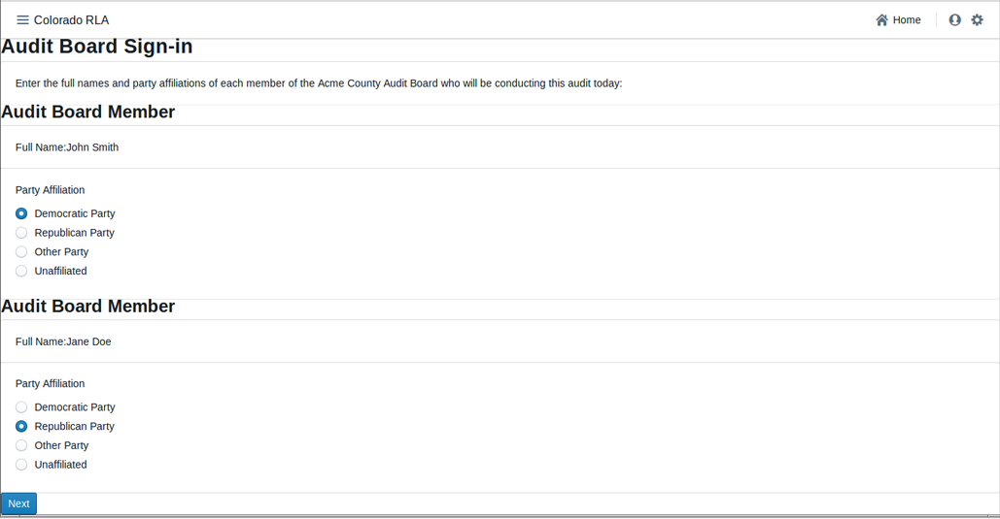 Colorado RLA Home
Audit Board Sign-in
Enter the full names and party affiliations of each member of the Acme County Audit Board who will be conducting this audit today:
Audit Board Member
Full Name:John Smith
Party Affiliation
Democratic Party
Republican Party
Other Party
Unaffiliated
Audit Board Member
Full Name:Jane Doe
Party Affiliation
Democratic Party
Republican Party
Other Party
Unaffiliated
Next